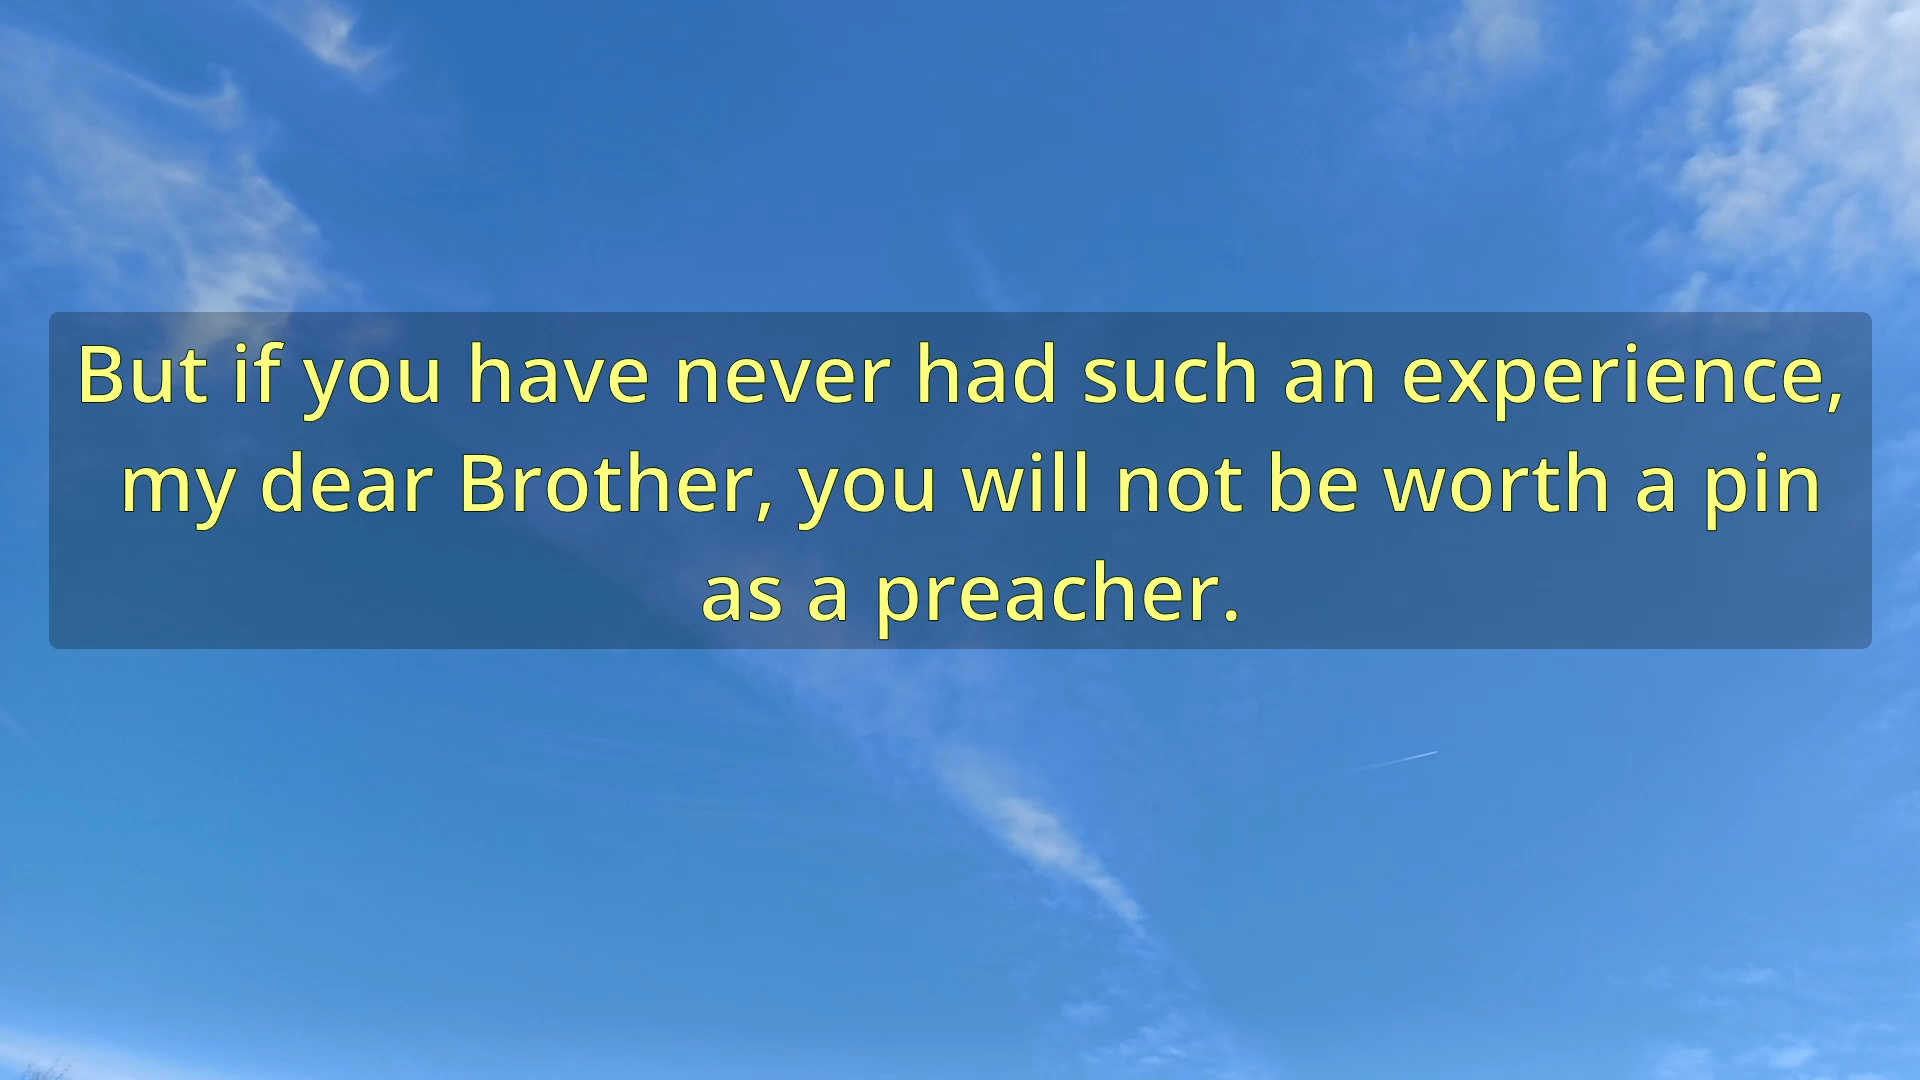 But if you have never had such an experience,
my dear Brother, you will not be worth a pin
as a preacher.